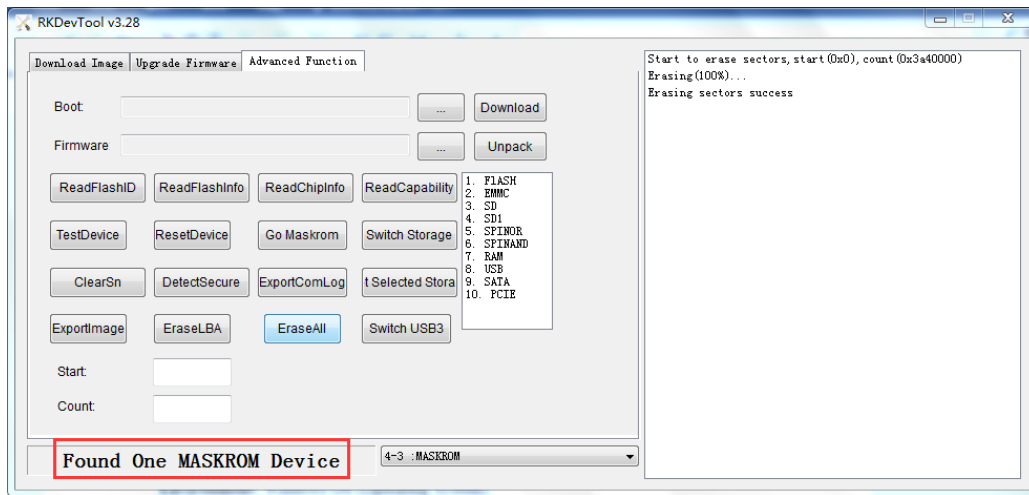 RKDevTool v3.28
Download Image
Upgrade Firmware
Advanced Function
Boot:
...
Download
Firmware
...
Unpack
ReadFlashID
ReadFlashInfo
ReadChipInfo
ReadCapability
TestDevice
ResetDevice
Go Maskrom
Switch Storage
ClearSn
DetectSecure
ExportComLog
t Selected Stora
ExportImage
EraseLBA
EraseAll
Switch USB3
1. FlASH
2. EMMC
3. SD
4. SD1
5. SPINOR
6. SPINAND
7. RAM
8. USB
9. SATA
10. PCIE
Start:
Count:
Found One MASKROM Device
4-3 :MASKROM
Start to erase sectors,start(0x0),count(0x3a40000)
Erasing(100%)...
Erasing sectors success